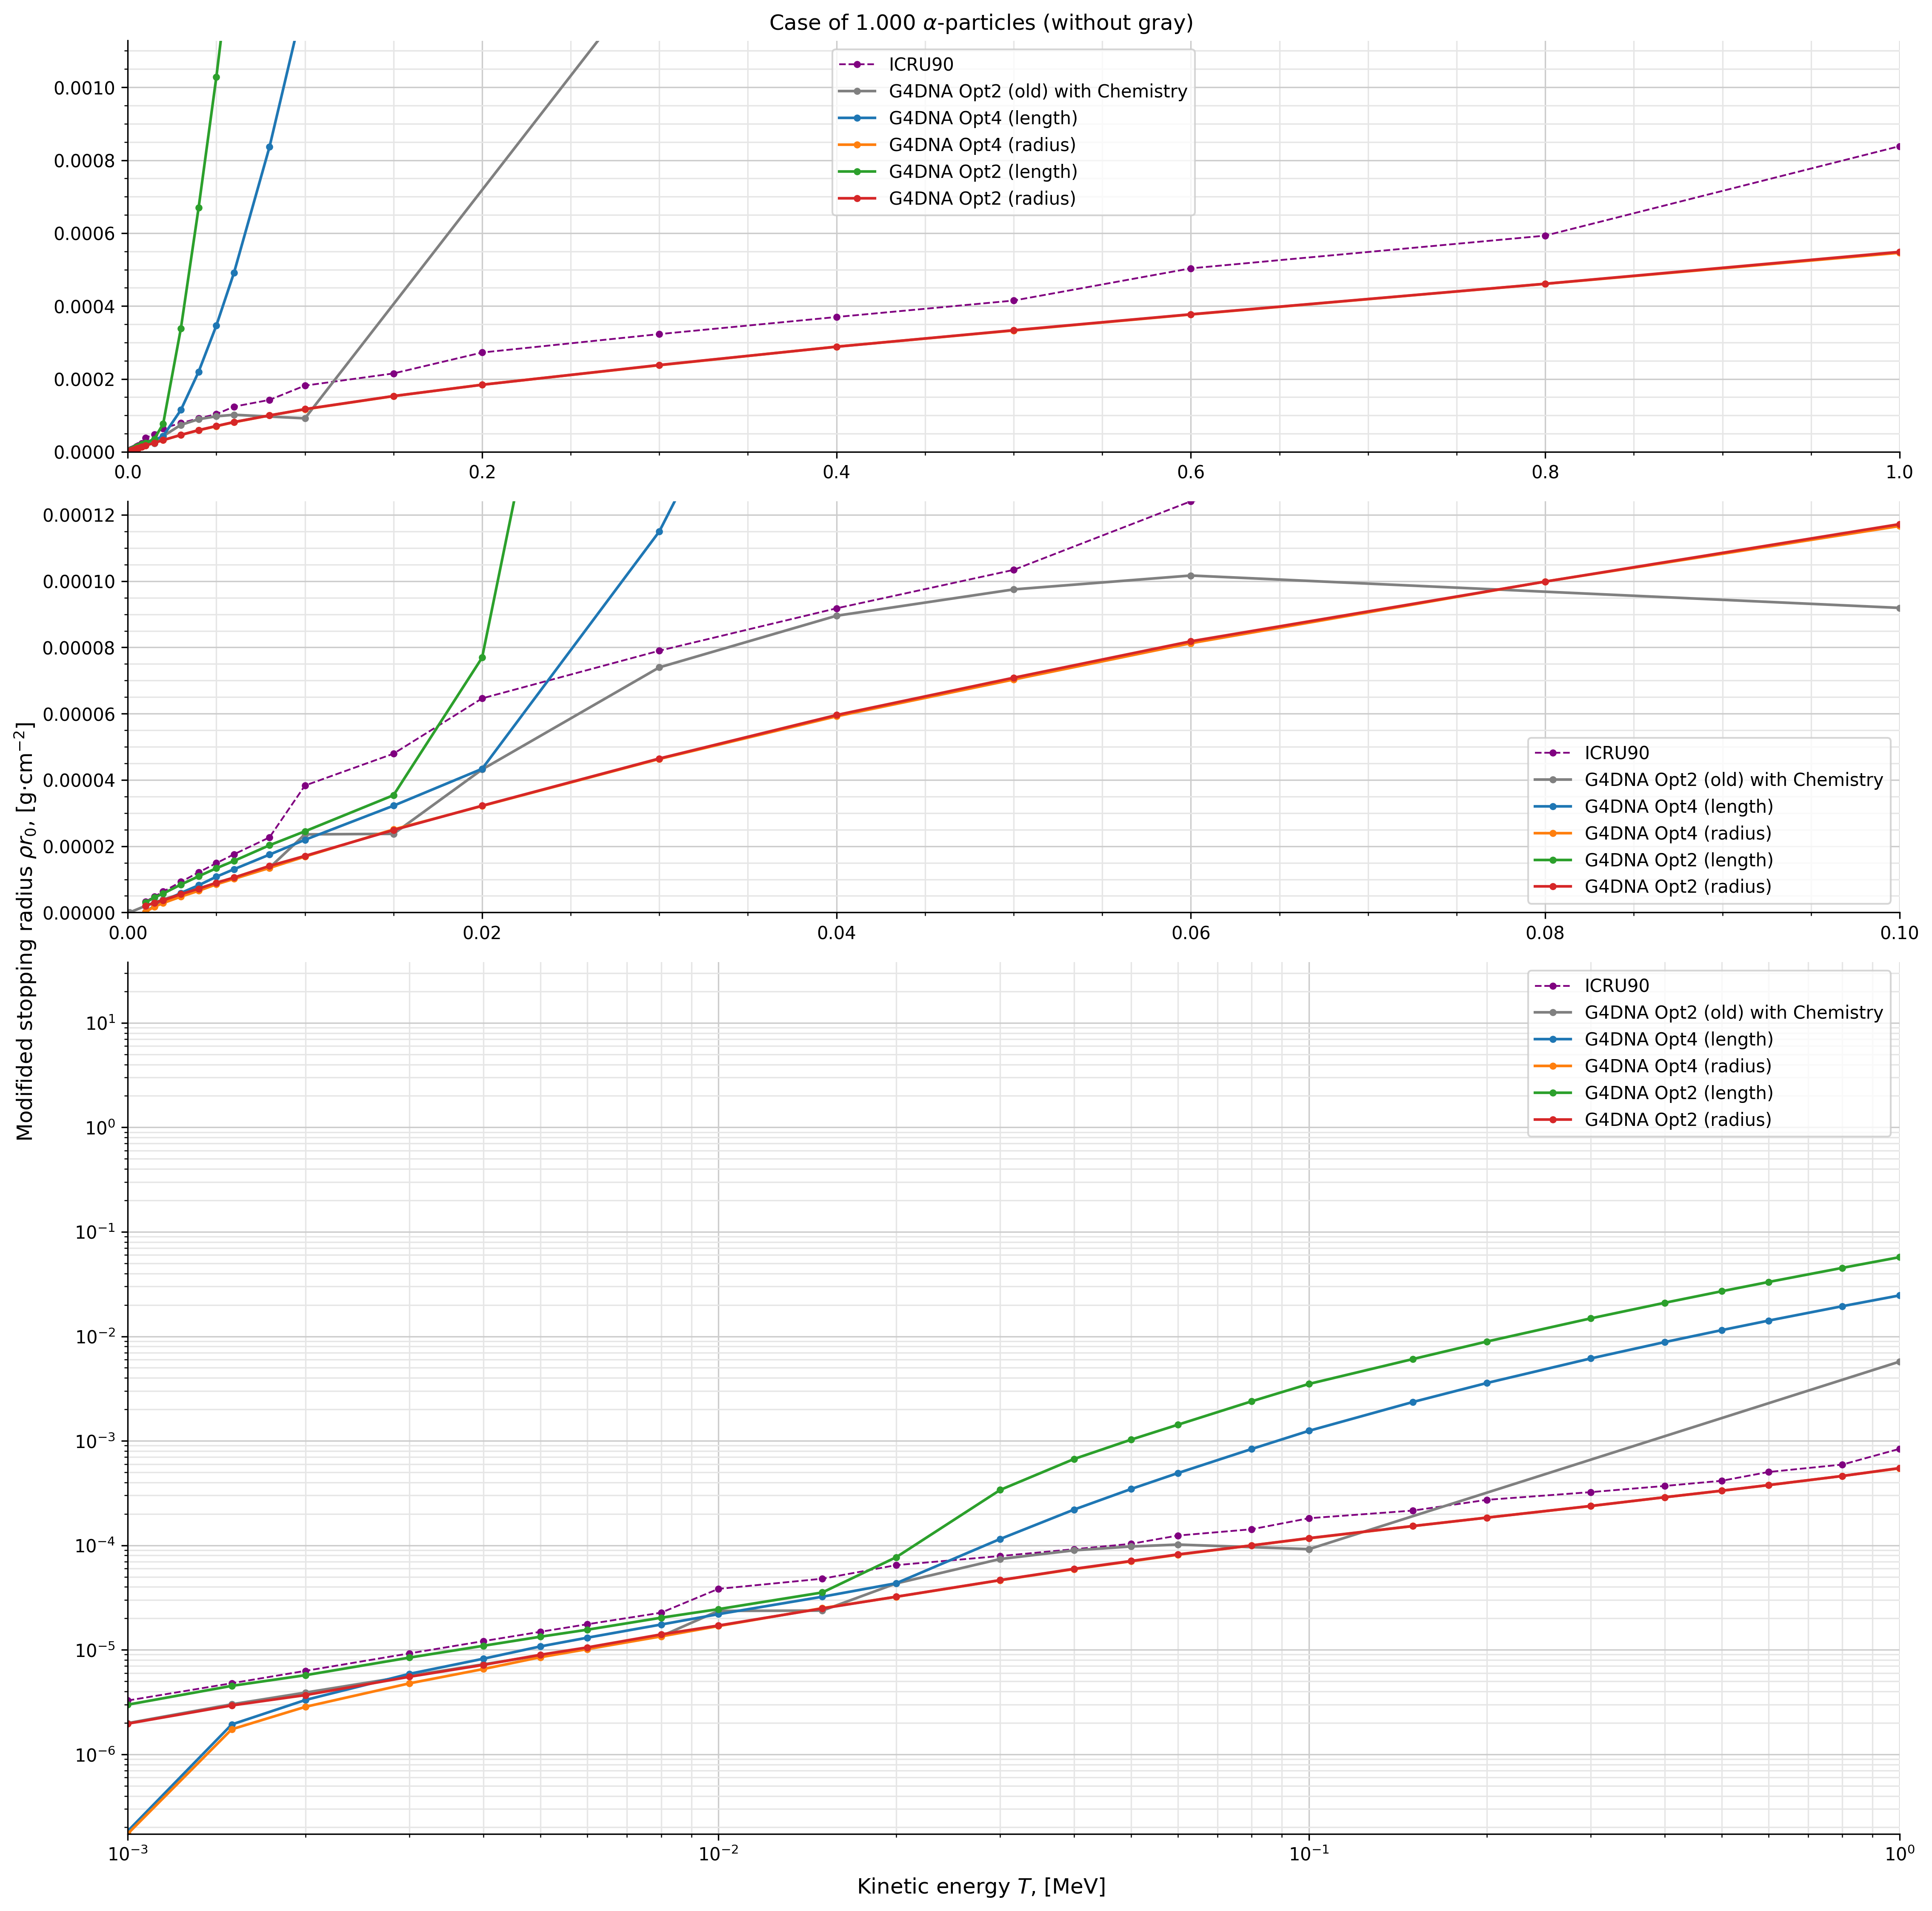 Case of 1.000 α-particles (without gray)
0.0010
0.0008
0.0006
0.0004
0.0002
0.0000
ICRU90
G4DNA Opt2 (old) with Chemistry
G4DNA Opt4 (length)
G4DNA Opt4 (radius)
G4DNA Opt2 (length)
G4DNA Opt2 (radius)
0.0 0.2 0.4 0.6 0.8 1.0
0.00012
0.00010
0.00008
0.00006
0.00004
0.00002
0.00000
ICRU90
G4DNA Opt2 (old) with Chemistry
G4DNA Opt4 (length)
G4DNA Opt4 (radius)
G4DNA Opt2 (length)
G4DNA Opt2 (radius)
0.00 0.02 0.04 0.06 0.08 0.10
Modifided stopping radius ρr₀, [g·cm⁻²]
ICRU90
G4DNA Opt2 (old) with Chemistry
G4DNA Opt4 (length)
G4DNA Opt4 (radius)
G4DNA Opt2 (length)
G4DNA Opt2 (radius)
10¹
10⁰
10⁻¹
10⁻²
10⁻³
10⁻⁴
10⁻⁵
10⁻⁶
10⁻³ 10⁻² 10⁻¹ 10⁰
Kinetic energy T, [MeV]